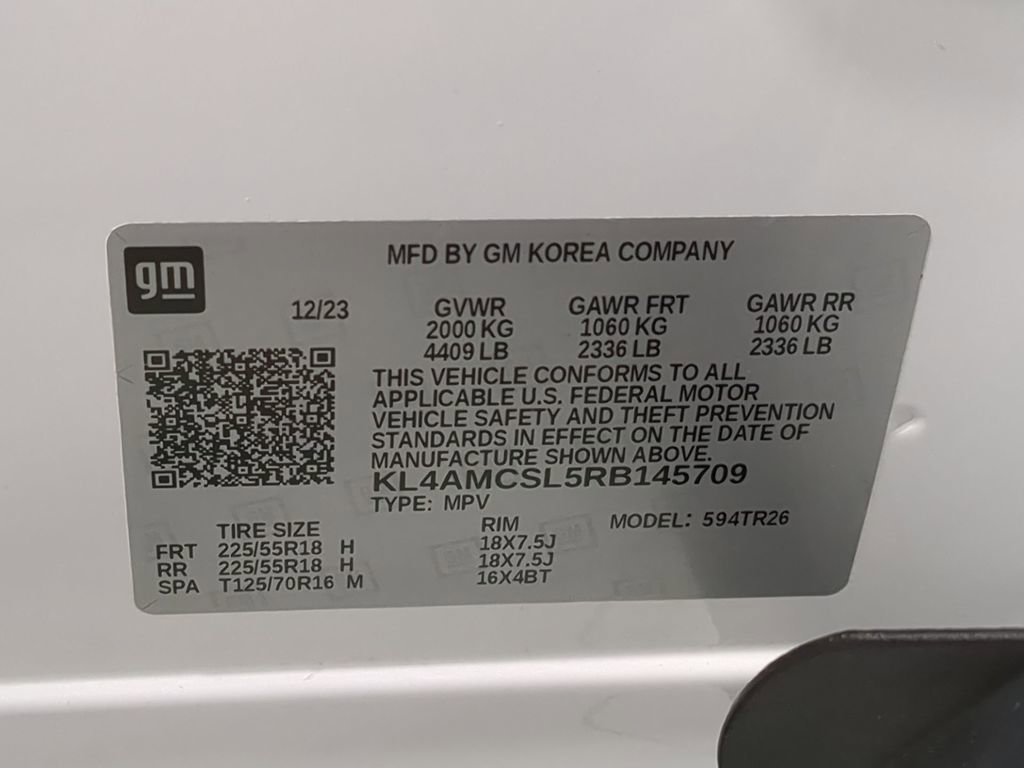 gm
MFD BY GM KOREA COMPANY
12/23 GVWR GAWR FRT GAWR RR
2000 KG 1060 KG 1060 KG
4409 LB 2336 LB 2336 LB
THIS VEHICLE CONFORMS TO ALL
APPLICABLE U.S. FEDERAL MOTOR
VEHICLE SAFETY AND THEFT PREVENTION
STANDARDS IN EFFECT ON THE DATE OF
MANUFACTURE SHOWN ABOVE.
KL4AMCSL5RB145709
TYPE: MPV
TIRE SIZE RIM MODEL: 594TR26
FRT 225/55R18 H 18X7.5J
RR 225/55R18 H 18X7.5J
SPA T125/70R16 M 16X4BT